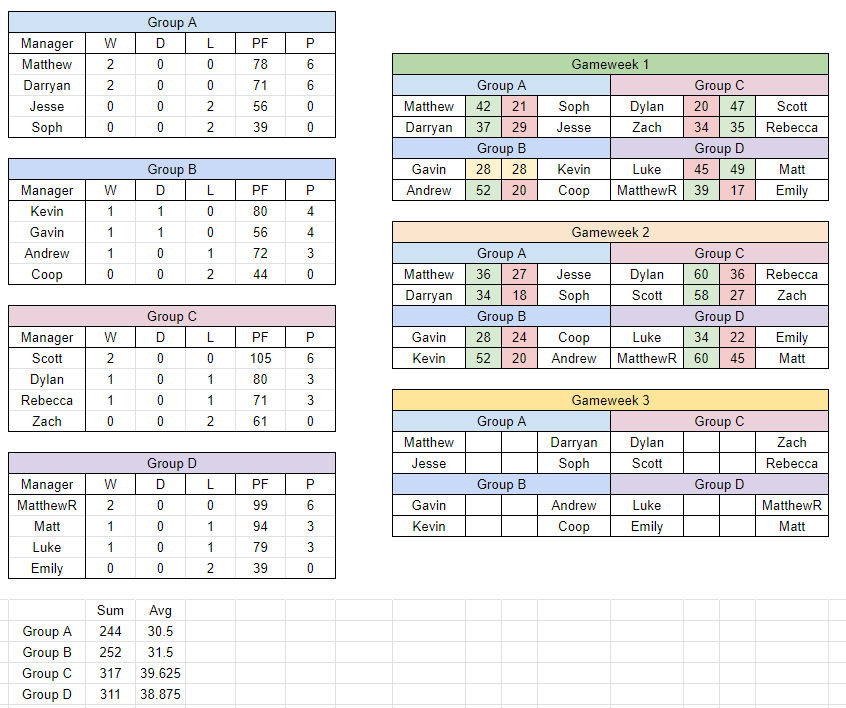 Group A
Manager W D L PF P
Matthew 2 0 0 78 6
Darryan 2 0 0 71 6
Jesse 0 0 2 56 0
Soph 0 0 2 39 0
Group B
Manager W D L PF P
Kevin 1 1 0 80 4
Gavin 1 1 0 56 4
Andrew 1 0 1 72 3
Coop 0 0 2 44 0
Group C
Manager W D L PF P
Scott 2 0 0 105 6
Dylan 1 0 1 80 3
Rebecca 1 0 1 71 3
Zach 0 0 2 61 0
Group D
Manager W D L PF P
MatthewR 2 0 0 99 6
Matt 1 0 1 94 3
Luke 1 0 1 79 3
Emily 0 0 2 39 0
Sum Avg
Group A 244 30.5
Group B 252 31.5
Group C 317 39.625
Group D 311 38.875
Gameweek 1
Group A Group C
Matthew 42 21 Soph Dylan 20 47 Scott
Darryan 37 29 Jesse Zach 34 35 Rebecca
Group B Group D
Gavin 28 28 Kevin Luke 45 49 Matt
Andrew 52 20 Coop MatthewR 39 17 Emily
Gameweek 2
Group A Group C
Matthew 36 27 Jesse Dylan 60 36 Rebecca
Darryan 34 18 Soph Scott 58 27 Zach
Group B Group D
Gavin 28 24 Coop Luke 34 22 Emily
Kevin 52 20 Andrew MatthewR 60 45 Matt
Gameweek 3
Group A Group C
Matthew Darryan Dylan Zach
Jesse Soph Scott Rebecca
Group B Group D
Gavin Andrew Luke MatthewR
Kevin Coop Emily Matt